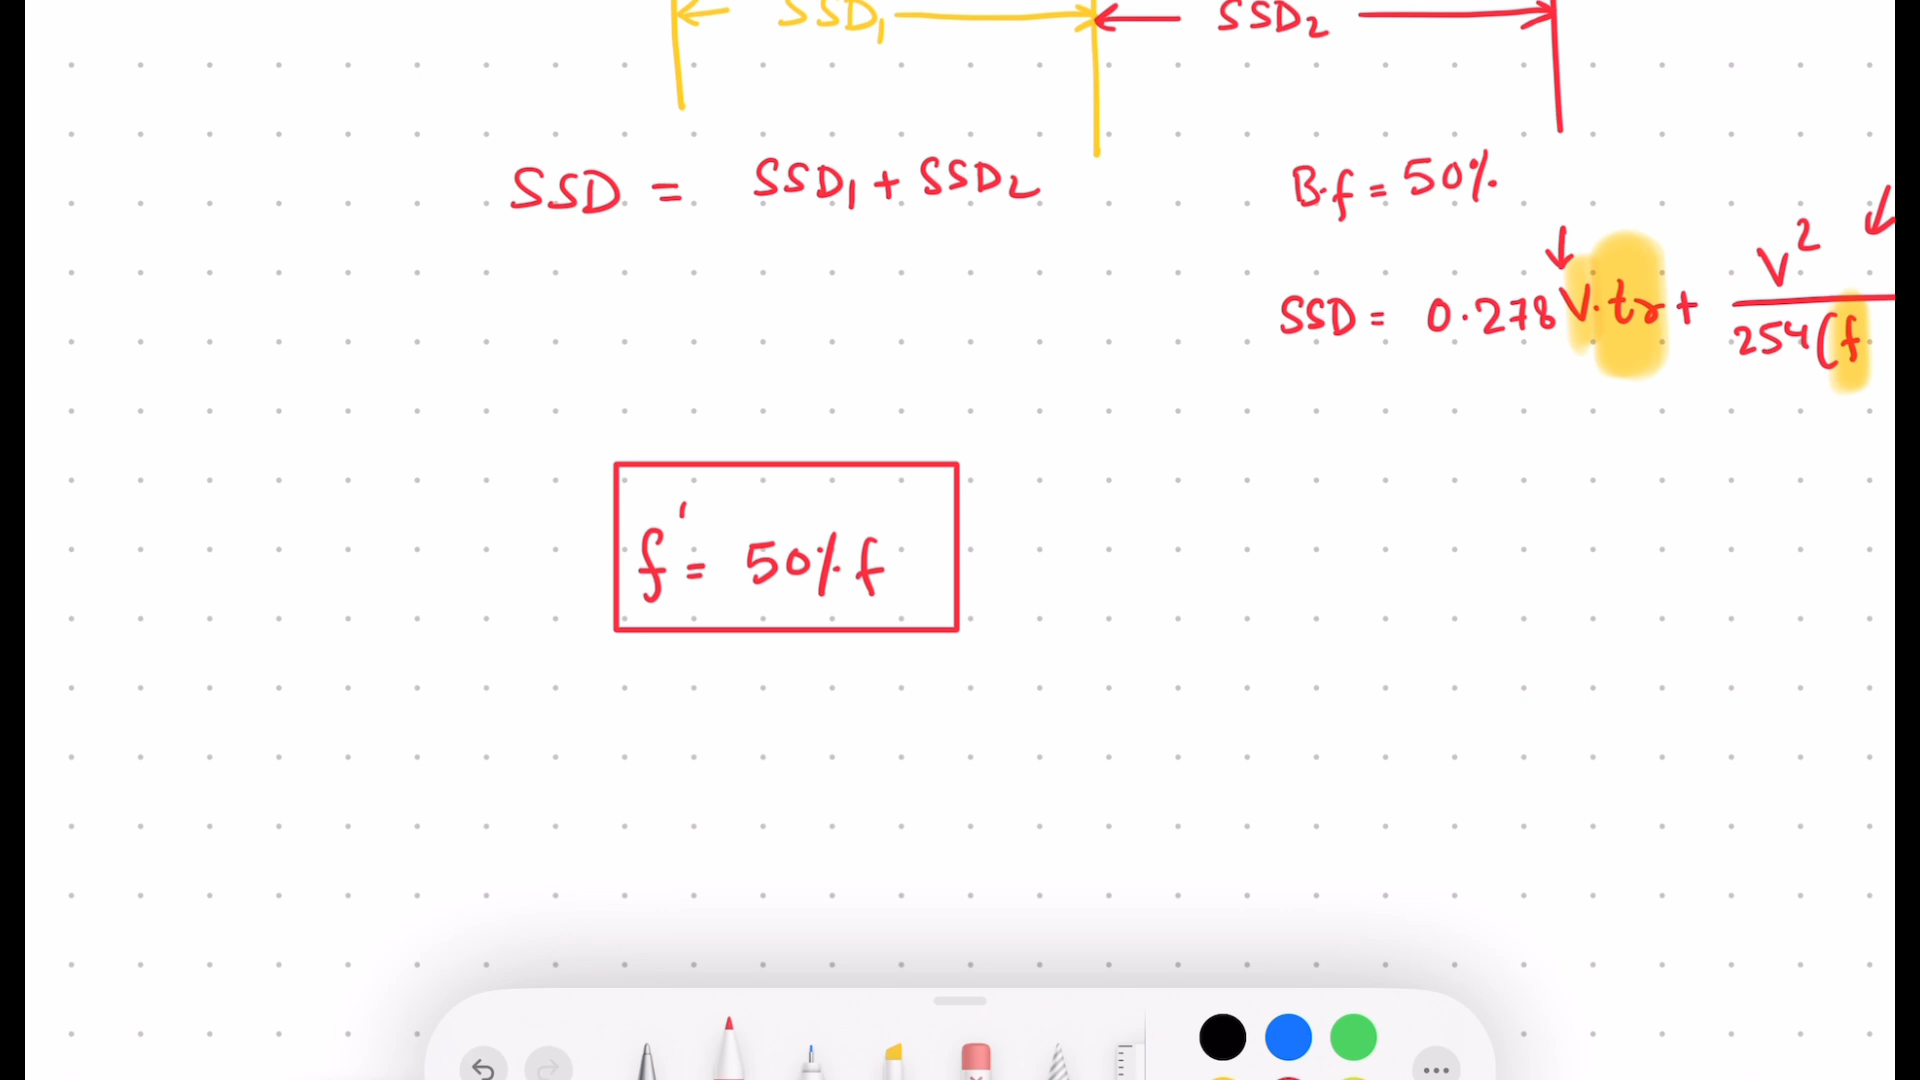 SSD₁ SSD₂
SSD = SSD₁ + SSD₂
B.f = 50%
SSD = 0.278 V.tr + V² / 254(f
f' = 50% f